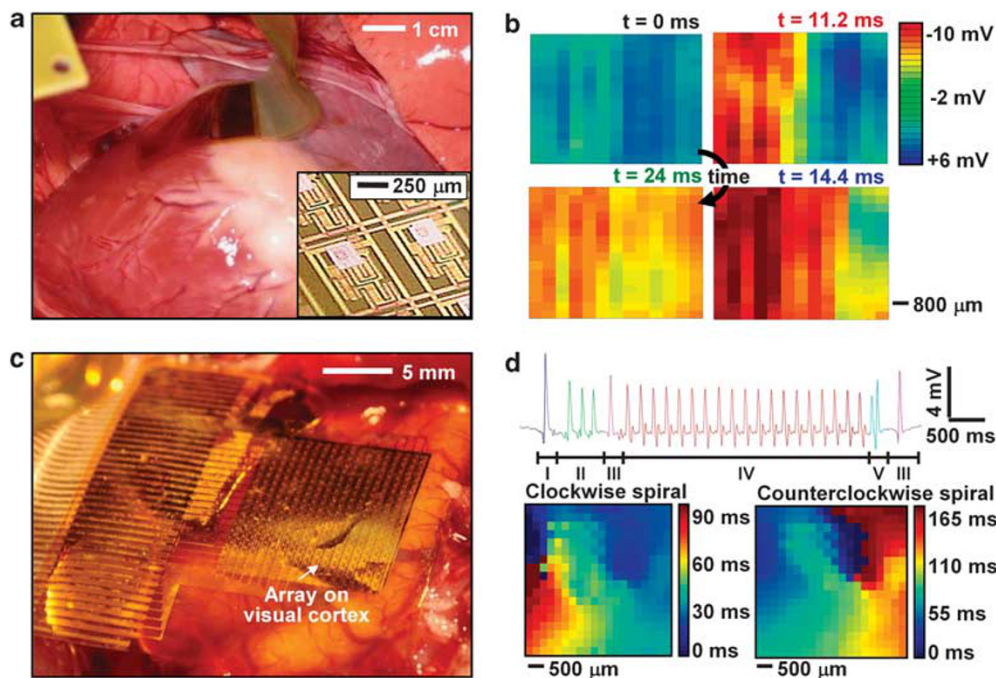 a
1 cm
250 μm
b
t = 0 ms
t = 11.2 ms
-10 mV
-2 mV
+6 mV
t = 24 ms
time
t = 14.4 ms
800 μm
c
5 mm
Array on
visual cortex
d
4 mV
500 ms
I II III IV V III
Clockwise spiral
90 ms
60 ms
30 ms
0 ms
500 μm
Counterclockwise spiral
165 ms
110 ms
55 ms
0 ms
500 μm